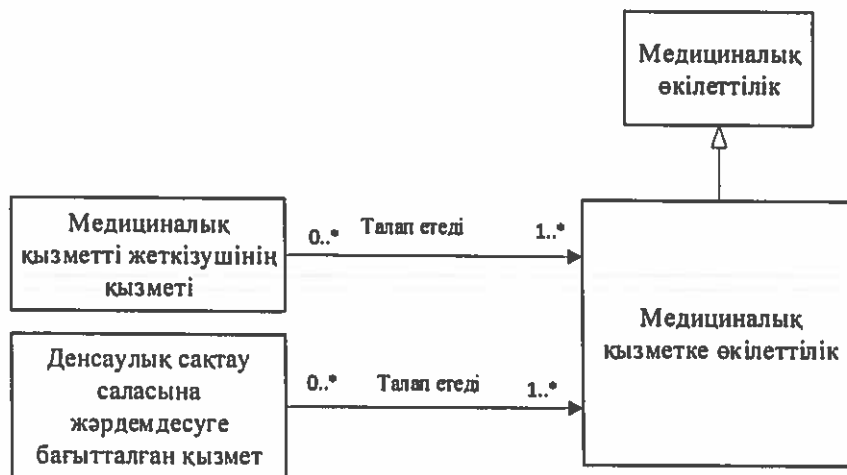 Медициналық
өкілеттілік
Медициналық
қызметті жеткізушінің
қызметі
0..* Талап етеді 1..*
Медициналық
қызметке өкілеттілік
Денсаулық сақтау
саласына
жәрдемдесуге
бағытталған қызмет
0..* Талап етеді 1..*